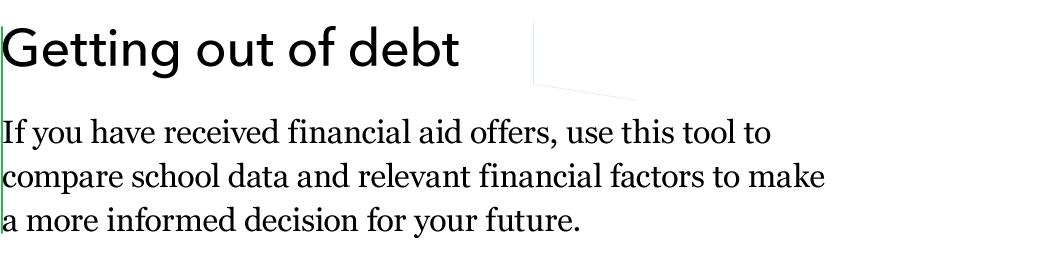 Getting out of debt
If you have received financial aid offers, use this tool to
compare school data and relevant financial factors to make
a more informed decision for your future.